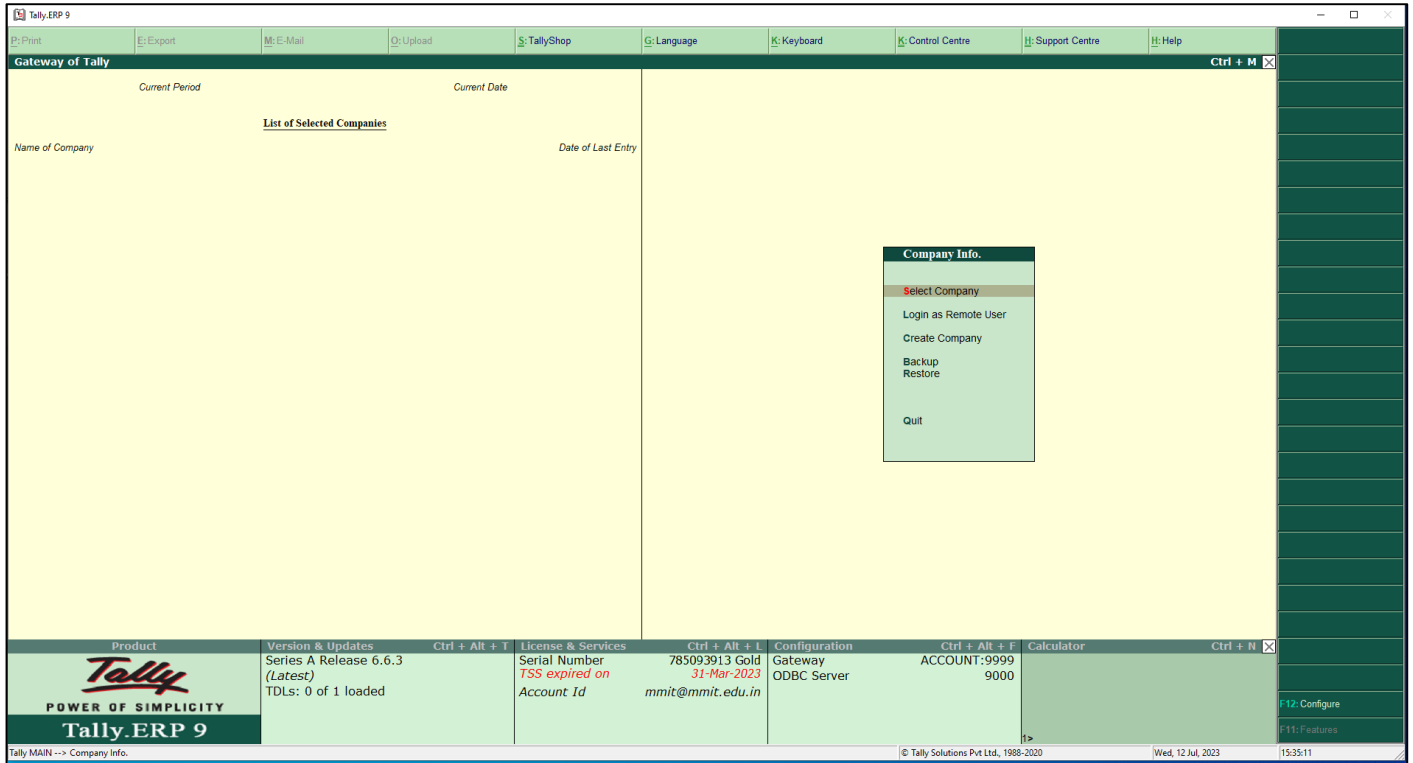 Tally.ERP 9
P: Print E: Export M: E-Mail O: Upload S: TallyShop G: Language K: Keyboard K: Control Centre H: Support Centre H: Help
Gateway of Tally Ctrl + M
Current Period Current Date
List of Selected Companies
Name of Company Date of Last Entry
Company Info.
Select Company
Login as Remote User
Create Company
Backup
Restore
Quit
Product Version & Updates Ctrl + Alt + T License & Services Ctrl + Alt + L Configuration Ctrl + Alt + F Calculator Ctrl + N
Tally Series A Release 6.6.3 Serial Number 785093913 Gold Gateway ACCOUNT:9999
(Latest) TSS expired on 31-Mar-2023 ODBC Server 9000
TDLs: 0 of 1 loaded Account Id mmit@mmit.edu.in
POWER OF SIMPLICITY F12: Configure
Tally.ERP 9 1> F11: Features
Tally MAIN --> Company Info. © Tally Solutions Pvt Ltd., 1988-2020 Wed, 12 Jul, 2023 15:35:11